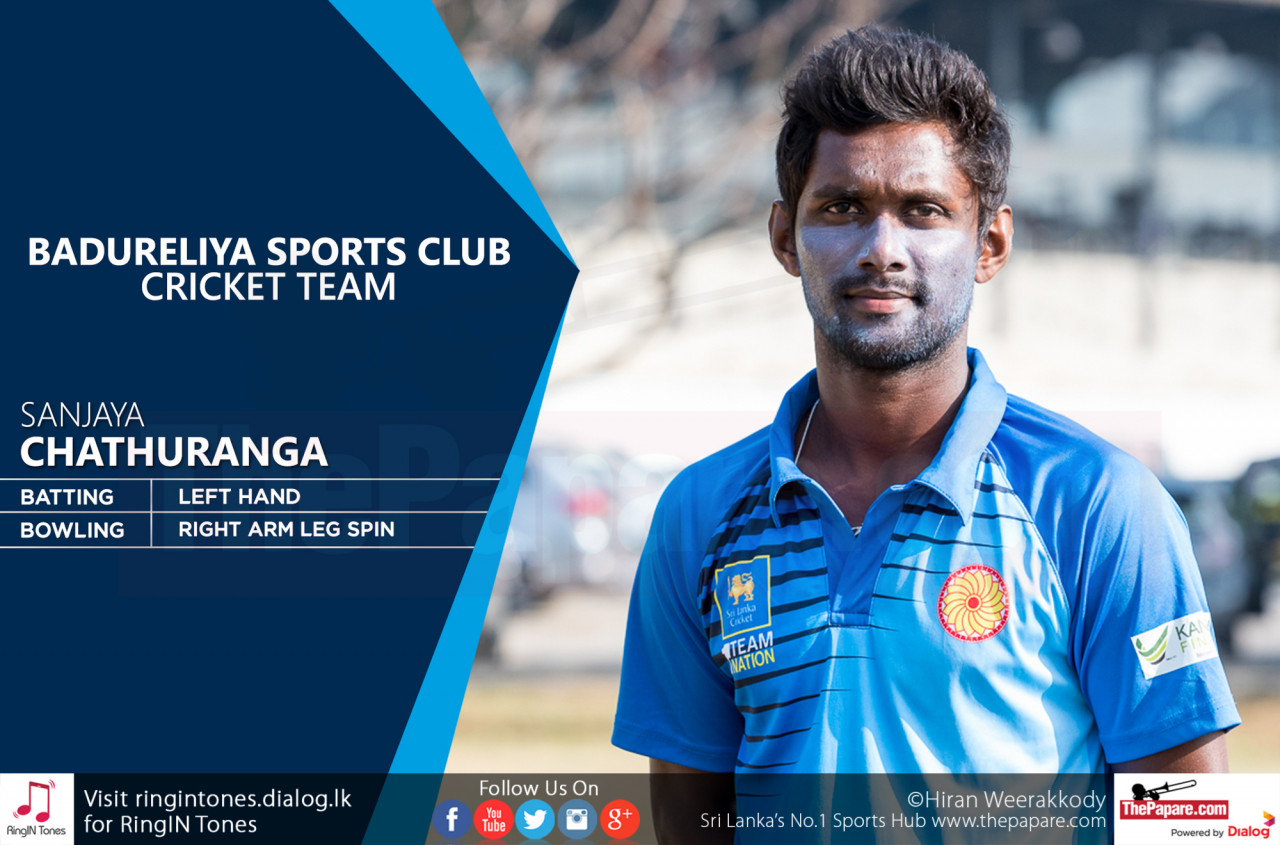 BADURELIYA SPORTS CLUB
CRICKET TEAM
SANJAYA
CHATHURANGA
BATTING LEFT HAND
BOWLING RIGHT ARM LEG SPIN
Sri Lanka
Cricket
TEAM
NATION
KAN
FIN
RingIN Tones
Visit ringintones.dialog.lk
for RingIN Tones
Follow Us On
f You Tube g+
©Hiran Weerakkody
Sri Lanka's No.1 Sports Hub www.thepapare.com
ThePapare.com
Powered by Dialog